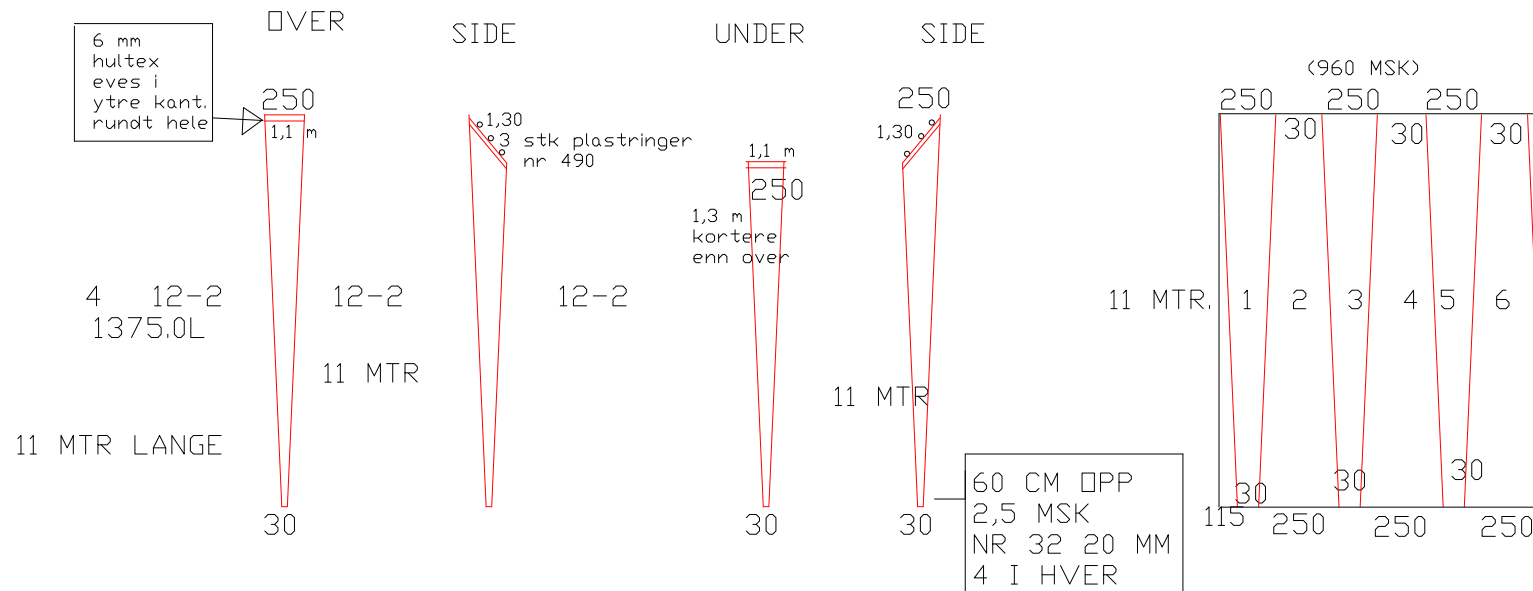 OVER
6 mm
hultex
eves i
ytre kant.
rundt hele
250
1,1 m
4 12-2
1375.0L
12-2
11 MTR
11 MTR LANGE
30
SIDE
1,30
3 stk plastringer
nr 490
12-2
UNDER
1,1 m
250
1,3 m
kortere
enn over
30
SIDE
250
1,30
11 MTR
30
60 CM OPP
2,5 MSK
NR 32 20 MM
4 I HVER
(960 MSK)
250 250 250
30 30 30
11 MTR. 1 2 3 4 5 6
30 30 30
115 250 250 250